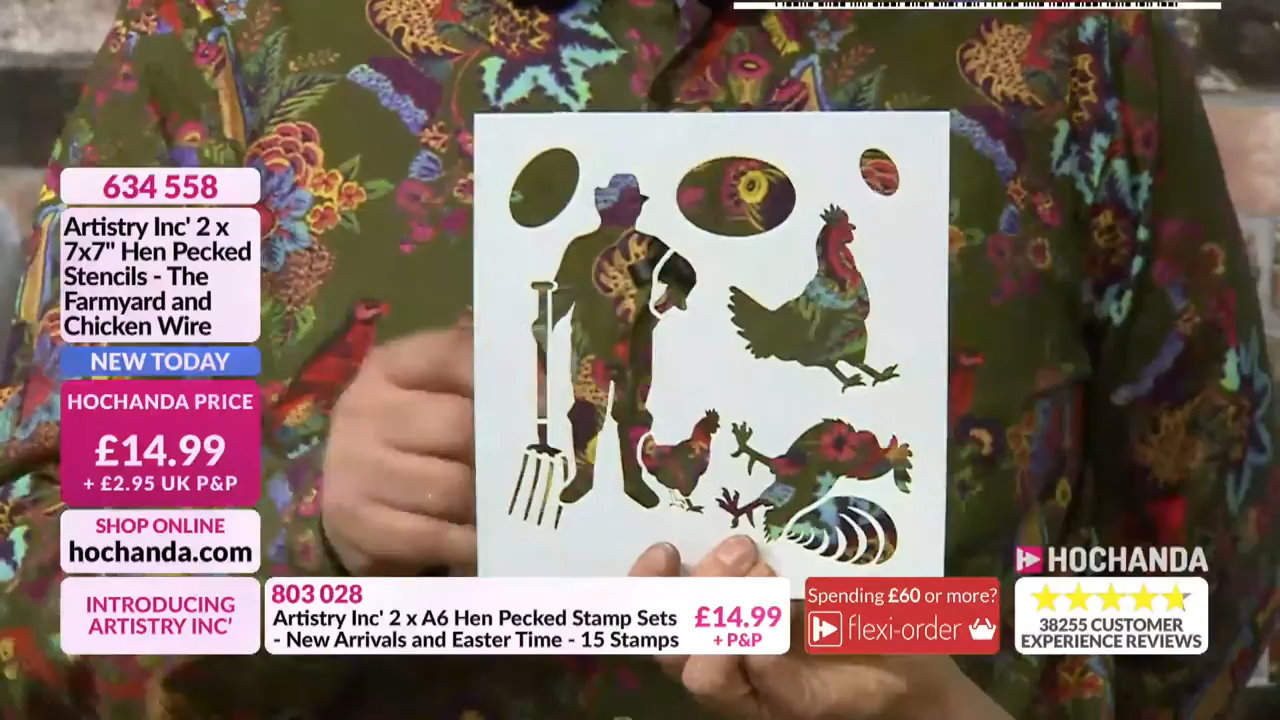 634 558
Artistry Inc' 2 x
7x7" Hen Pecked
Stencils - The
Farmyard and
Chicken Wire
NEW TODAY
HOCHANDA PRICE
£14.99
+ £2.95 UK P&P
SHOP ONLINE
hochanda.com
INTRODUCING
ARTISTRY INC'
803 028
Artistry Inc' 2 x A6 Hen Pecked Stamp Sets
- New Arrivals and Easter Time - 15 Stamps
£14.99
+ P&P
Spending £60 or more?
flexi-order
HOCHANDA
38255 CUSTOMER
EXPERIENCE REVIEWS